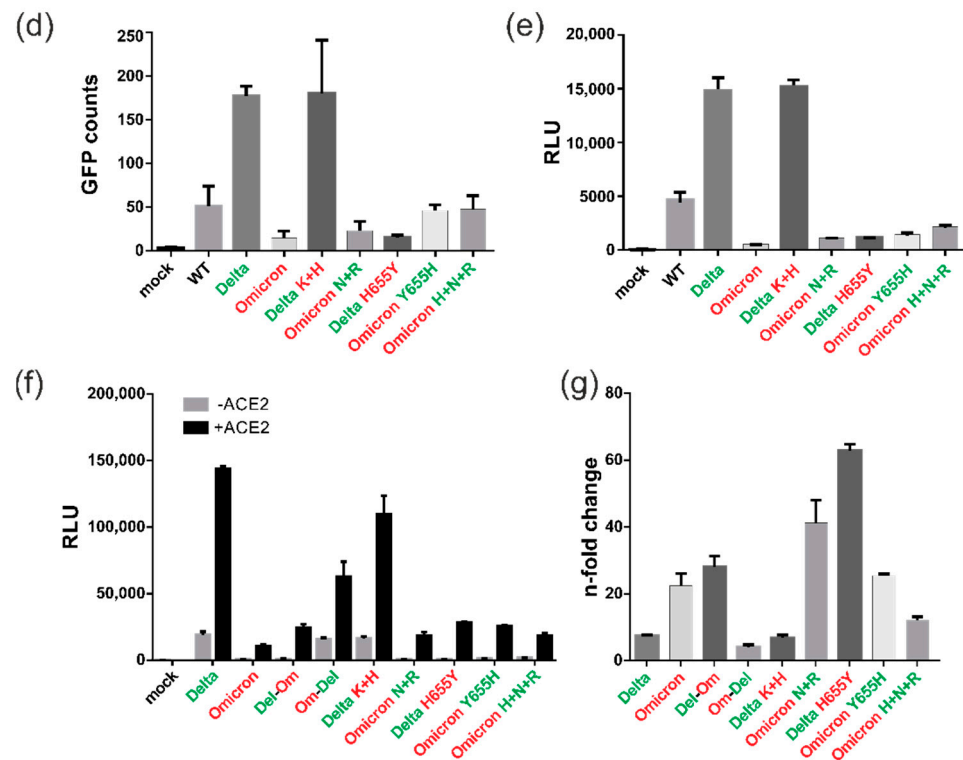 (d)
GFP counts
250
200
150
100
50
0
mock
WT
Delta
Omicron
Delta K+H
Omicron N+R
Delta H655Y
Omicron Y655H
Omicron H+N+R
(e)
RLU
20,000
15,000
10,000
5000
0
mock
WT
Delta
Omicron
Delta K+H
Omicron N+R
Delta H655Y
Omicron Y655H
Omicron H+N+R
(f)
RLU
200,000
150,000
100,000
50,000
0
-ACE2
+ACE2
mock
Delta
Omicron
Del-Om
Om-Del
Delta K+H
Omicron N+R
Delta H655Y
Omicron Y655H
Omicron H+N+R
(g)
n-fold change
80
60
40
20
0
Delta
Omicron
Del-Om
Om-Del
Delta K+H
Omicron N+R
Delta H655Y
Omicron Y655H
Omicron H+N+R